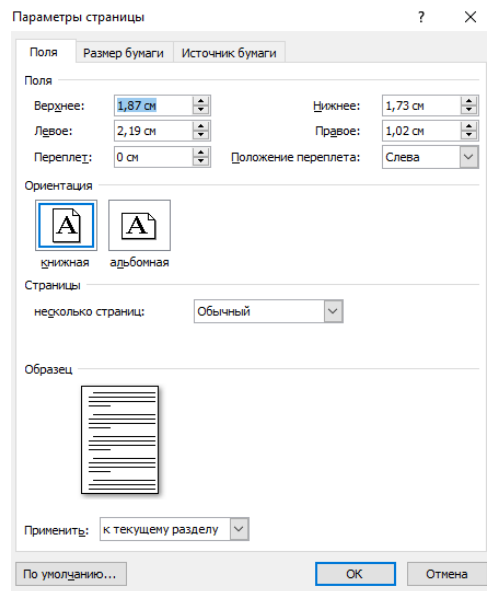 Параметры страницы ? ×
Поля Размер бумаги Источник бумаги
Поля
Верхнее: 1,87 см Нижнее: 1,73 см
Левое: 2,19 см Правое: 1,02 см
Переплет: 0 см Положение переплета: Слева
Ориентация
A A
книжная альбомная
Страницы
несколько страниц: Обычный
Образец
Применить: к текущему разделу
По умолчанию... ОК Отмена